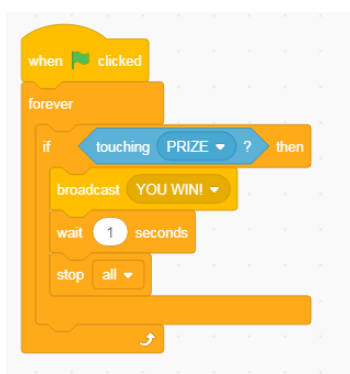 when clicked
forever
if touching PRIZE ? then
broadcast YOU WIN!
wait 1 seconds
stop all